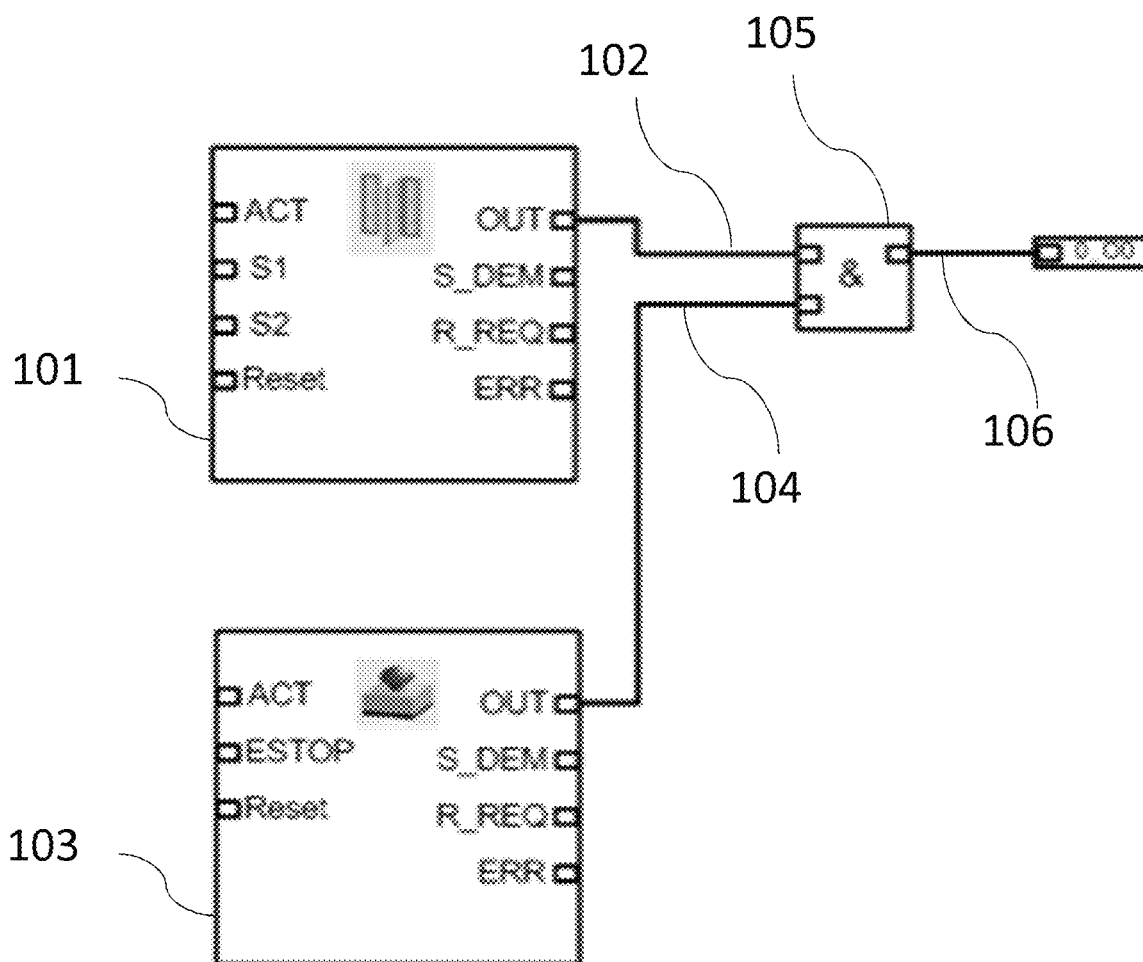 105
102
ACT
OUT
S1
S_DEM
&
S2
R_REQ
101
Reset
ERR
106
104
ACT
OUT
ESTOP
S_DEM
Reset
R_REQ
103
ERR